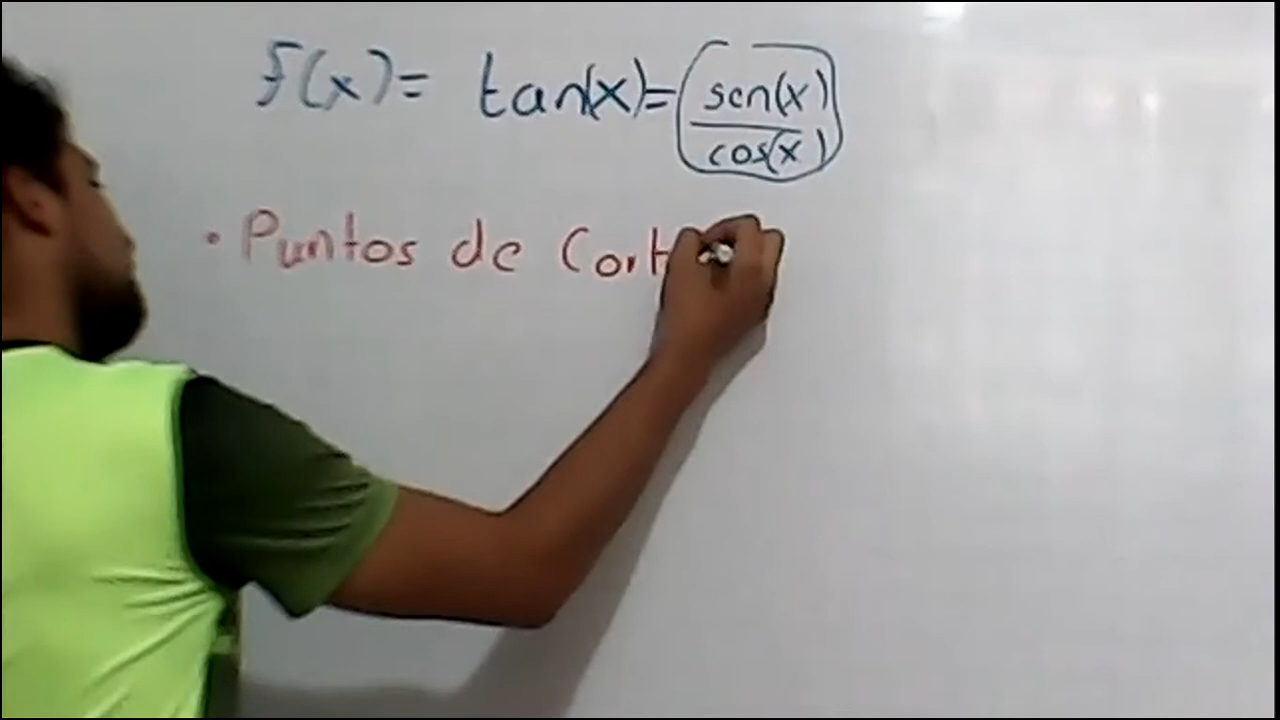 f(x) = tan(x) = sen(x)/cos(x)
• Puntos de Cort